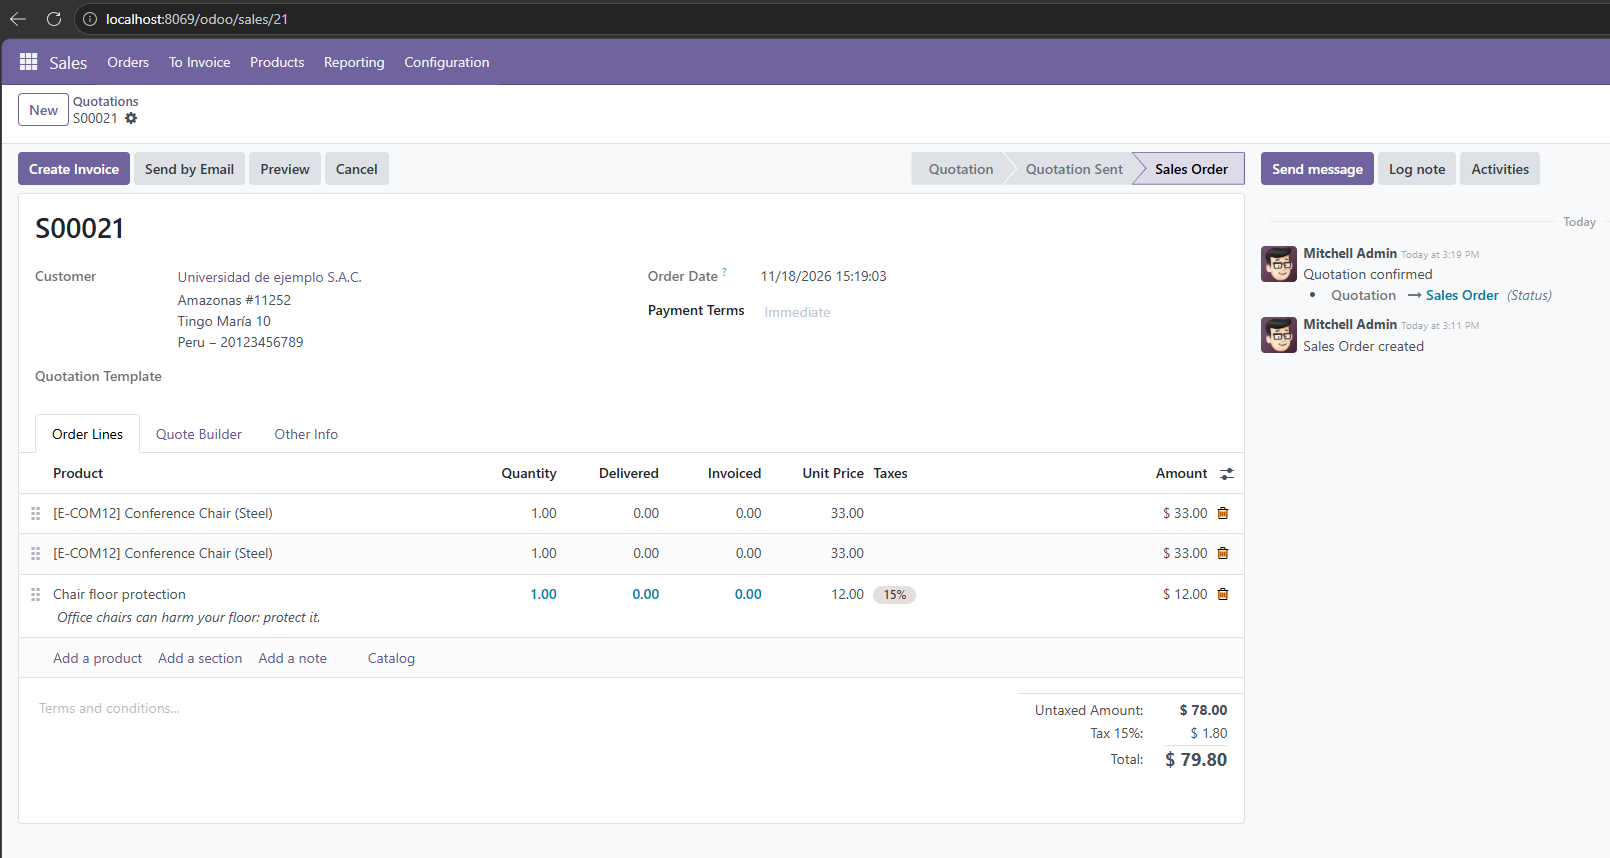 localhost:8069/odoo/sales/21
Sales Orders To Invoice Products Reporting Configuration
New Quotations
S00021
Create Invoice Send by Email Preview Cancel Quotation Quotation Sent Sales Order Send message Log note Activities
S00021
Customer Universidad de ejemplo S.A.C.
Amazonas #11252
Tingo María 10
Peru – 20123456789
Order Date ? 11/18/2026 15:19:03
Payment Terms Immediate
Quotation Template
Order Lines Quote Builder Other Info
Product Quantity Delivered Invoiced Unit Price Taxes Amount
[E-COM12] Conference Chair (Steel) 1.00 0.00 0.00 33.00 $ 33.00
[E-COM12] Conference Chair (Steel) 1.00 0.00 0.00 33.00 $ 33.00
Chair floor protection 1.00 0.00 0.00 12.00 15% $ 12.00
Office chairs can harm your floor: protect it.
Add a product Add a section Add a note Catalog
Terms and conditions...
Untaxed Amount: $ 78.00
Tax 15%: $ 1.80
Total: $ 79.80
Today
Mitchell Admin Today at 3:19 PM
Quotation confirmed
• Quotation → Sales Order (Status)
Mitchell Admin Today at 3:11 PM
Sales Order created